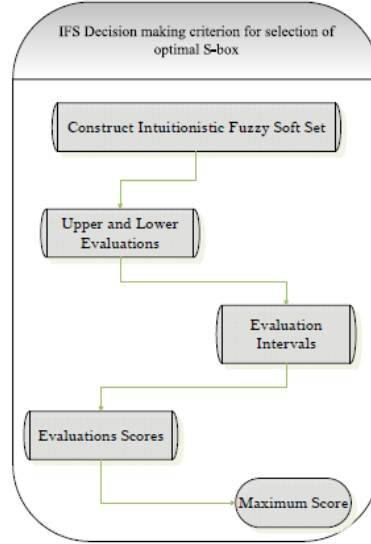 IFS Decision making criterion for selection of
optimal S-box
Construct Intuitionistic Fuzzy Soft Set
Upper and Lower
Evaluations
Evaluation
Intervals
Evaluations Scores
Maximum Score